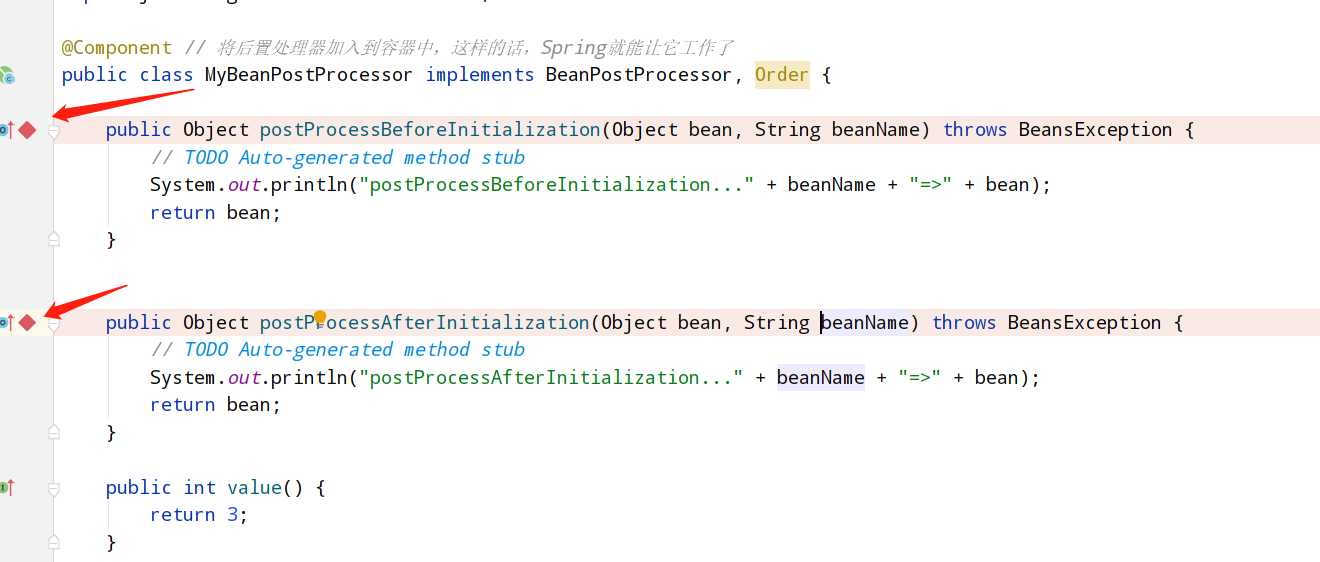 @Component // 将后置处理器加入到容器中，这样的话，Spring就能让它工作了
public class MyBeanPostProcessor implements BeanPostProcessor, Order {
public Object postProcessBeforeInitialization(Object bean, String beanName) throws BeansException {
// TODO Auto-generated method stub
System.out.println("postProcessBeforeInitialization..." + beanName + "=>" + bean);
return bean;
}
public Object postProcessAfterInitialization(Object bean, String beanName) throws BeansException {
// TODO Auto-generated method stub
System.out.println("postProcessAfterInitialization..." + beanName + "=>" + bean);
return bean;
}
public int value() {
return 3;
}